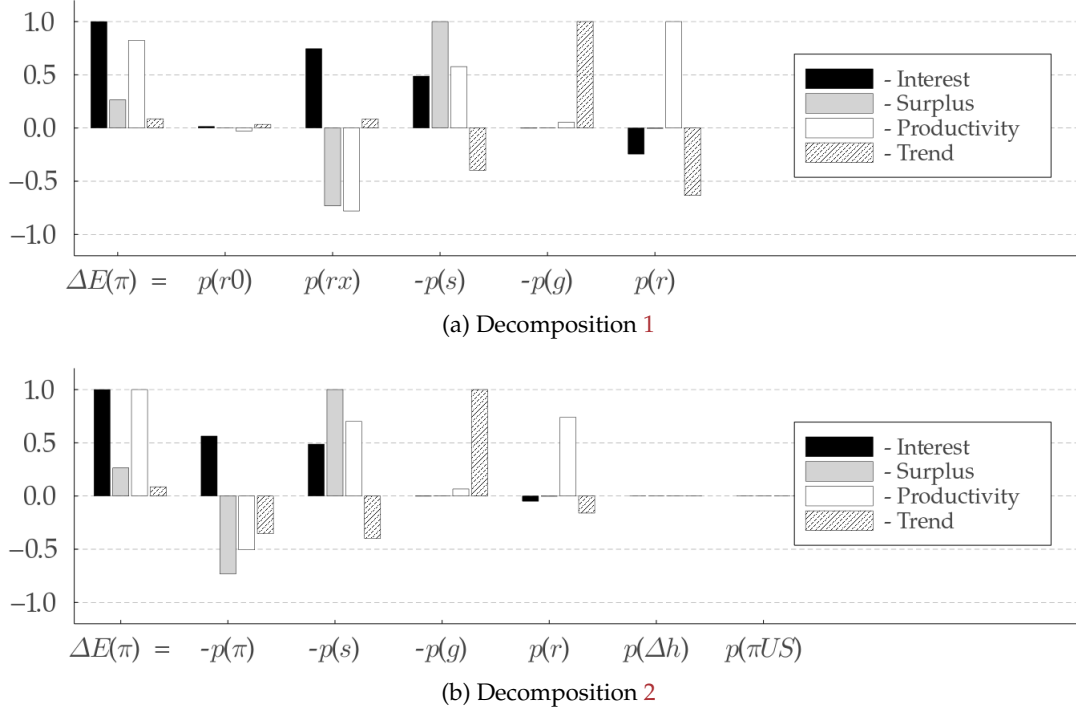 1.0
0.5
0.0
−0.5
−1.0
- Interest
- Surplus
- Productivity
- Trend
ΔE(π) = p(r0) p(rx) -p(s) -p(g) p(r)
(a) Decomposition 1
1.0
0.5
0.0
−0.5
−1.0
- Interest
- Surplus
- Productivity
- Trend
ΔE(π) = -p(π) -p(s) -p(g) p(r) p(Δh) p(πUS)
(b) Decomposition 2